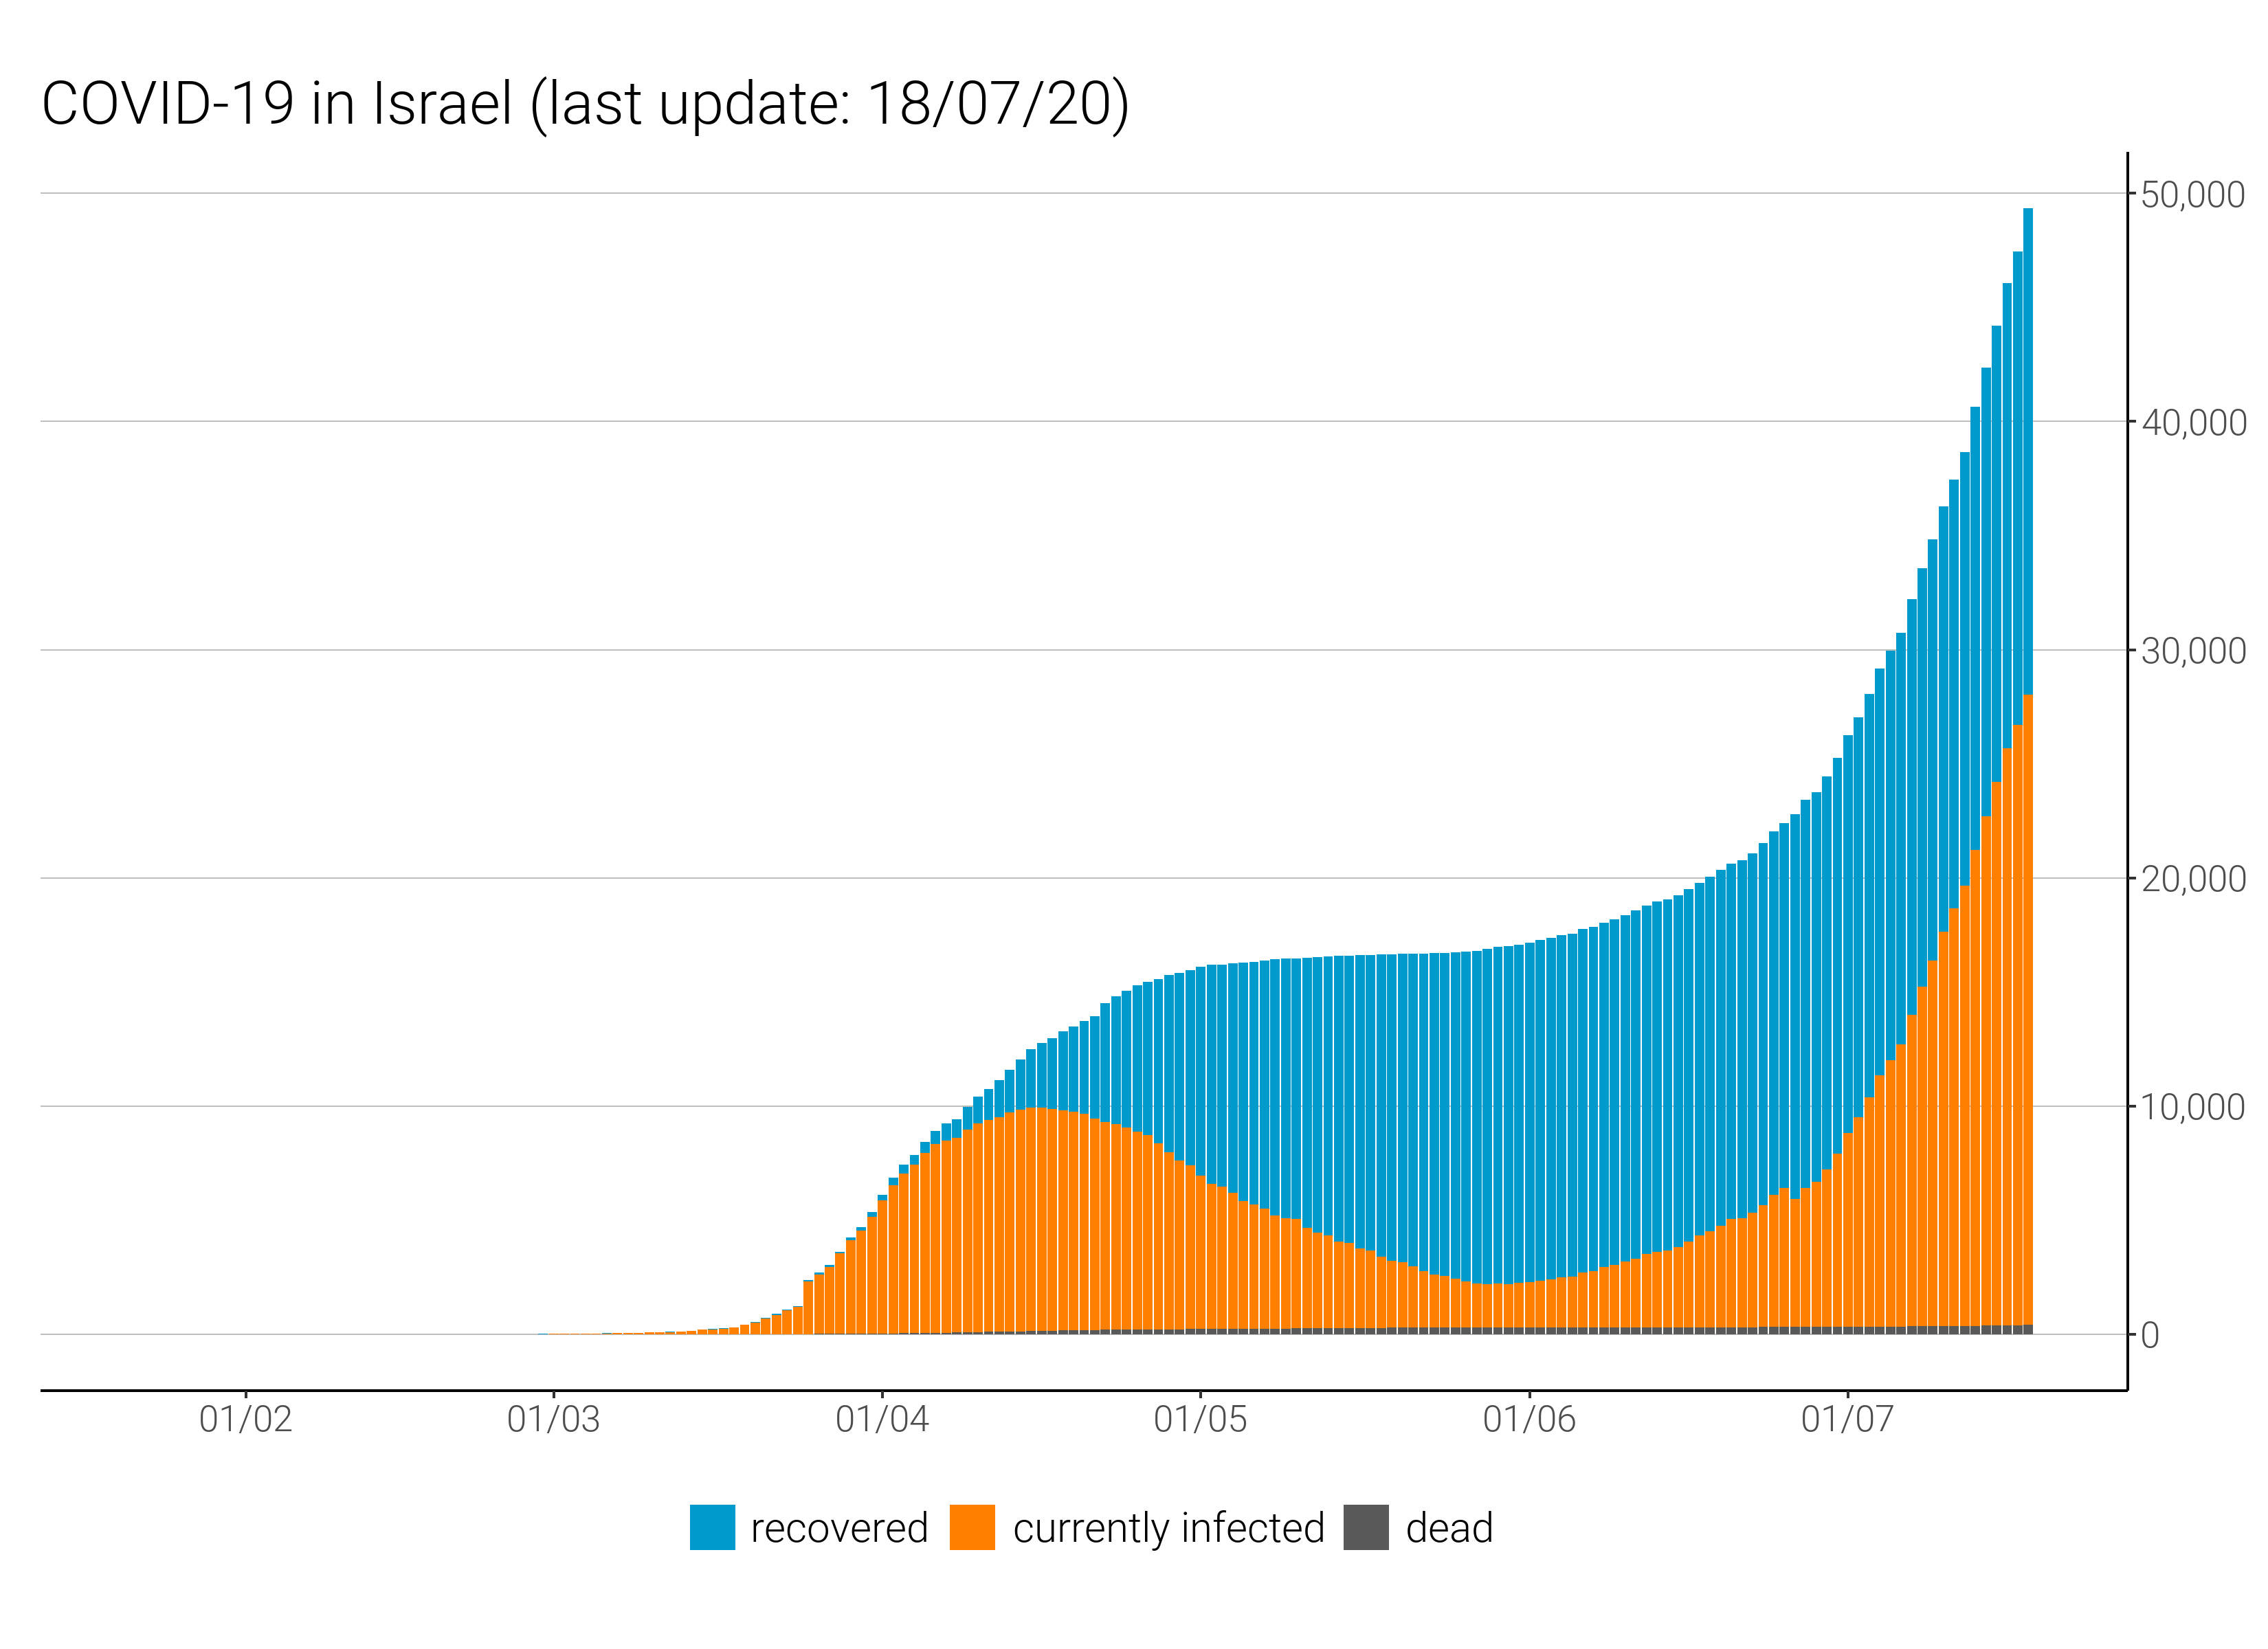 COVID-19 in Israel (last update: 18/07/20)
50,000
40,000
30,000
20,000
10,000
0
01/02 01/03 01/04 01/05 01/06 01/07
recovered currently infected dead